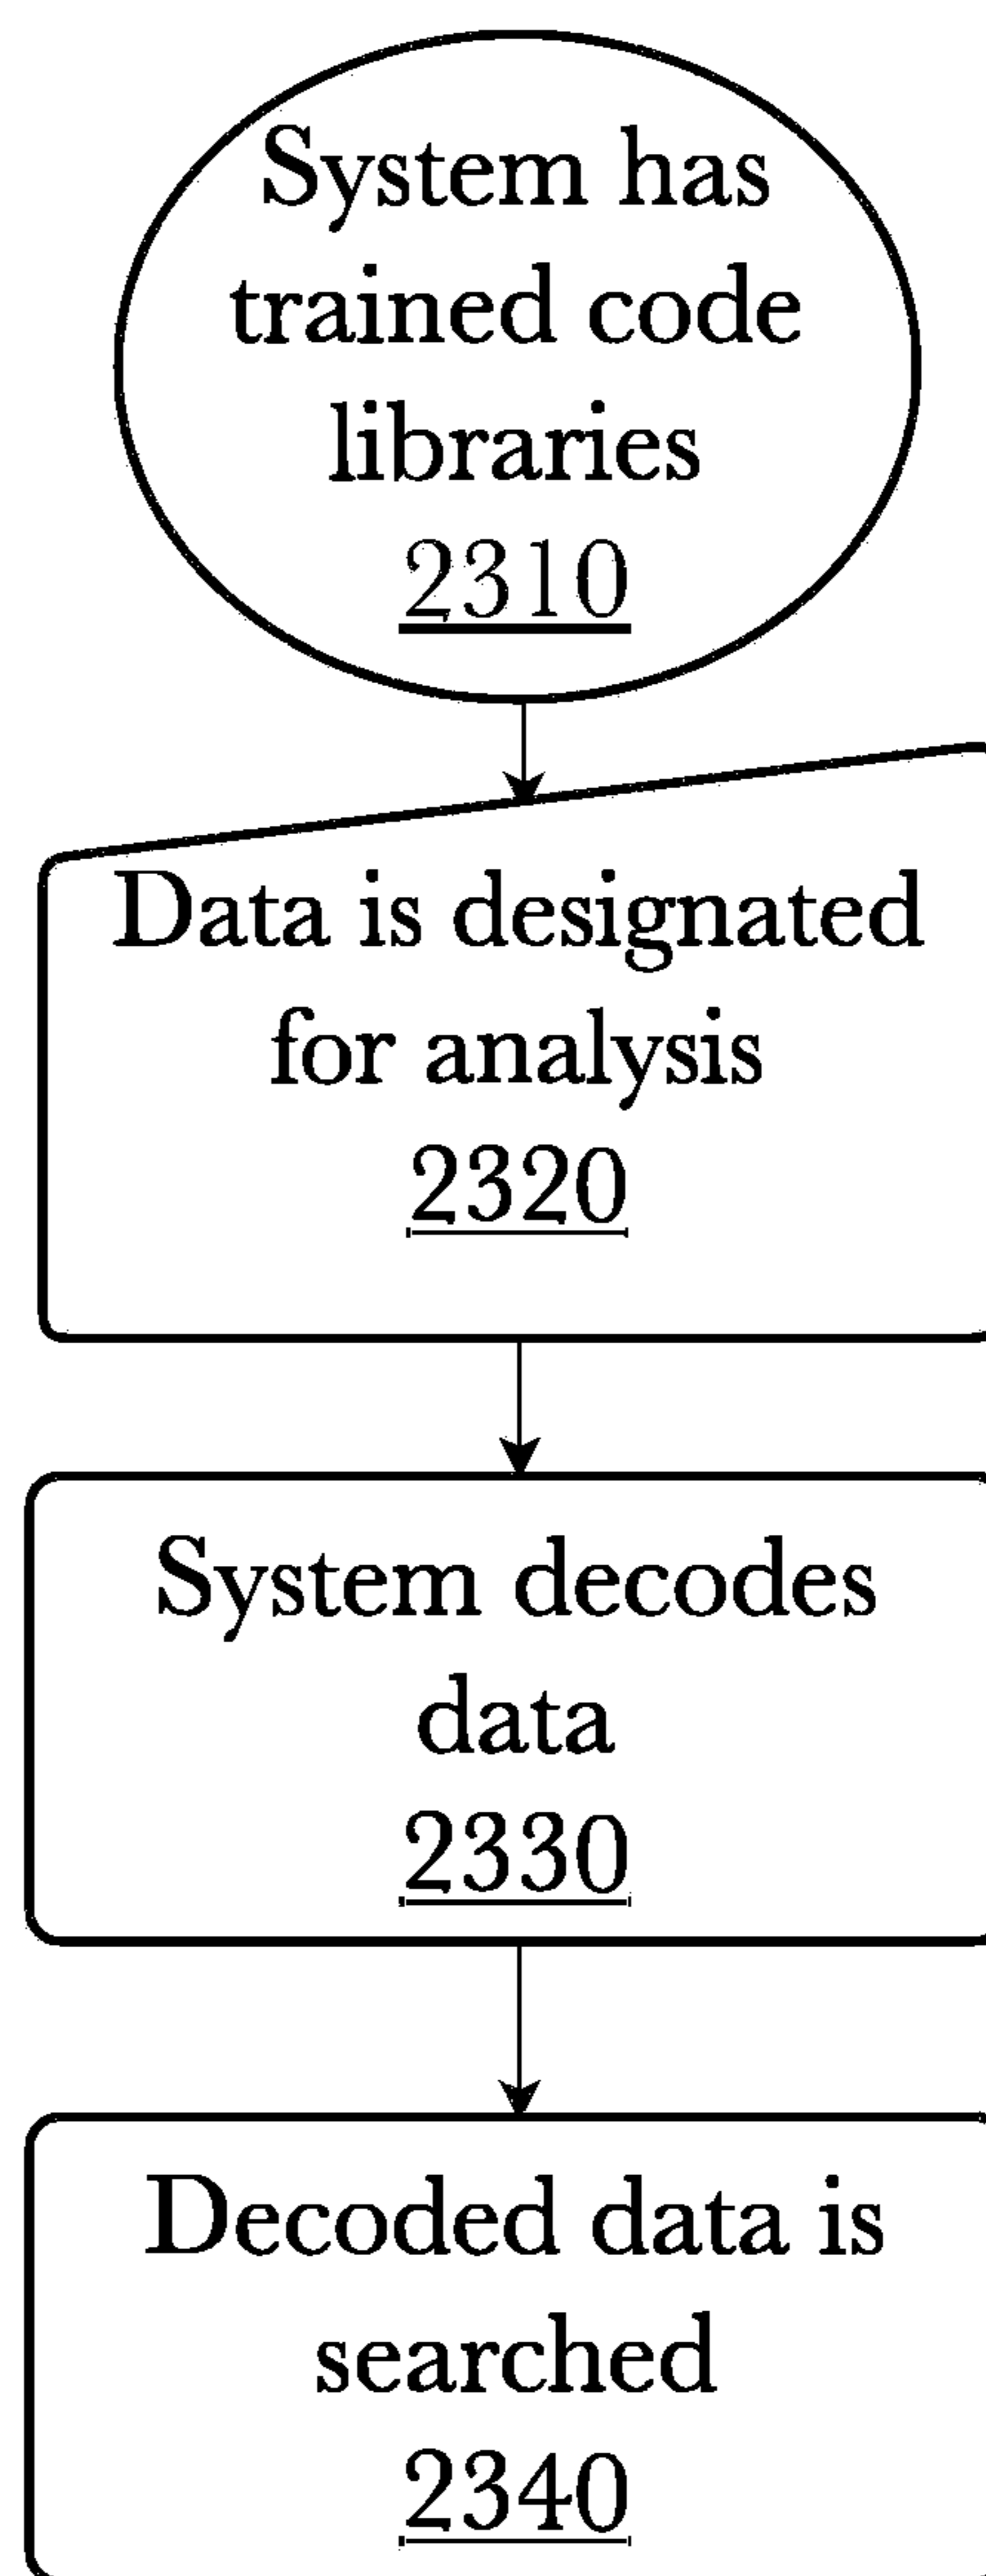 System has
trained code
libraries
2310
Data is designated
for analysis
2320
System decodes
data
2330
Decoded data is
searched
2340